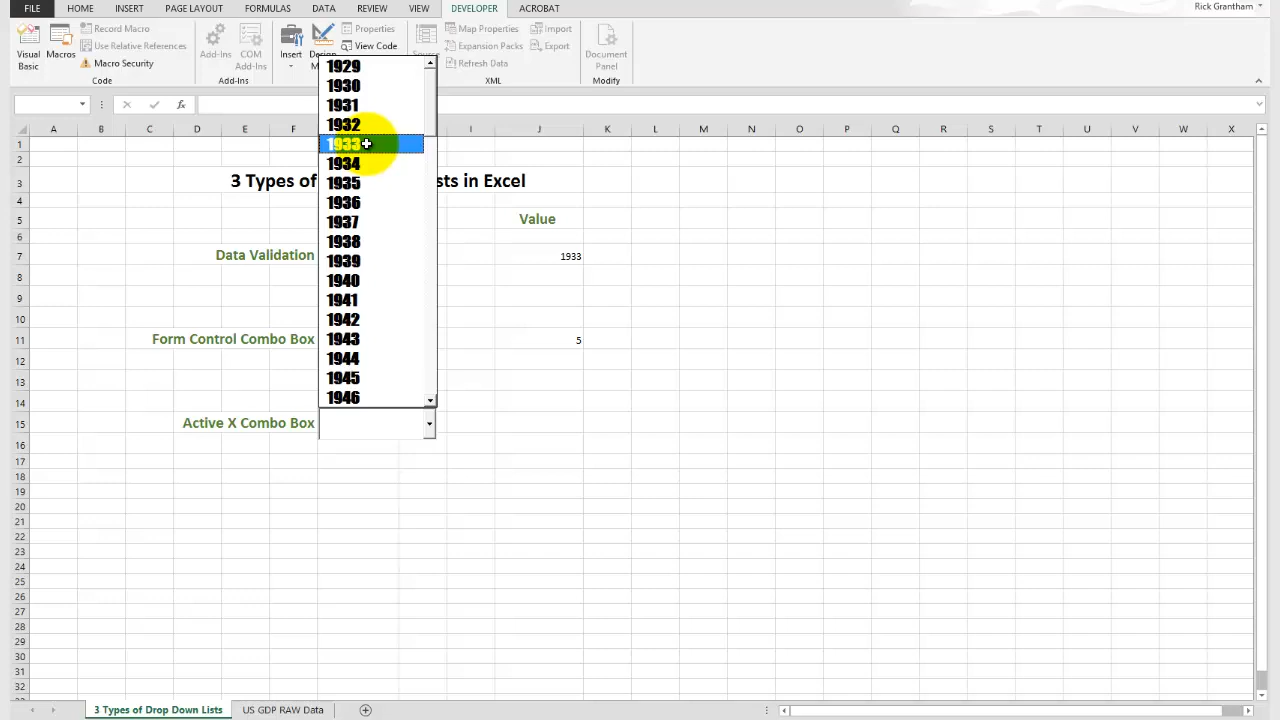 Rick Grantham
FILE HOME INSERT PAGE LAYOUT FORMULAS DATA REVIEW VIEW DEVELOPER ACROBAT
Visual Basic
Macros
Record Macro
Use Relative References
Macro Security
Code
Add-Ins
COM Add-Ins
Add-Ins
Insert
Properties
View Code
Map Properties
Expansion Packs
Refresh Data
Import
Export
XML
Document Panel
Modify
fx
A B C D E F I J K L M N O P Q R S T U V W X
1
2
3
4
5
6
7
8
9
10
11
12
13
14
15
16
17
18
19
20
21
22
23
24
25
26
27
28
29
30
31
32
3 Types of
sts in Excel
Value
Data Validation
1933
Form Control Combo Box
5
Active X Combo Box
1929
1930
1931
1932
1933
1934
1935
1936
1937
1938
1939
1940
1941
1942
1943
1944
1945
1946
3 Types of Drop Down Lists
US GDP RAW Data